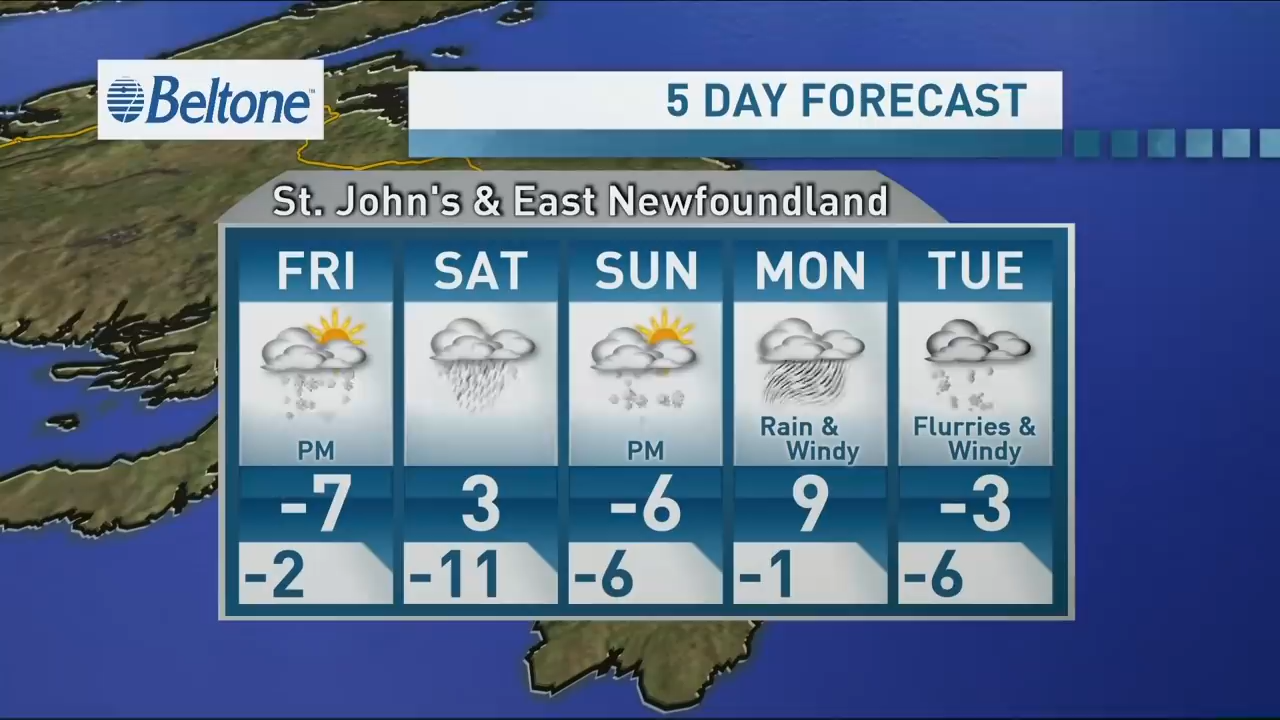 Beltone™
5 DAY FORECAST
St. John's & East Newfoundland
FRI SAT SUN MON TUE
PM
PM
Rain &
Windy
Flurries &
Windy
-7 3 -6 9 -3
-2 -11 -6 -1 -6